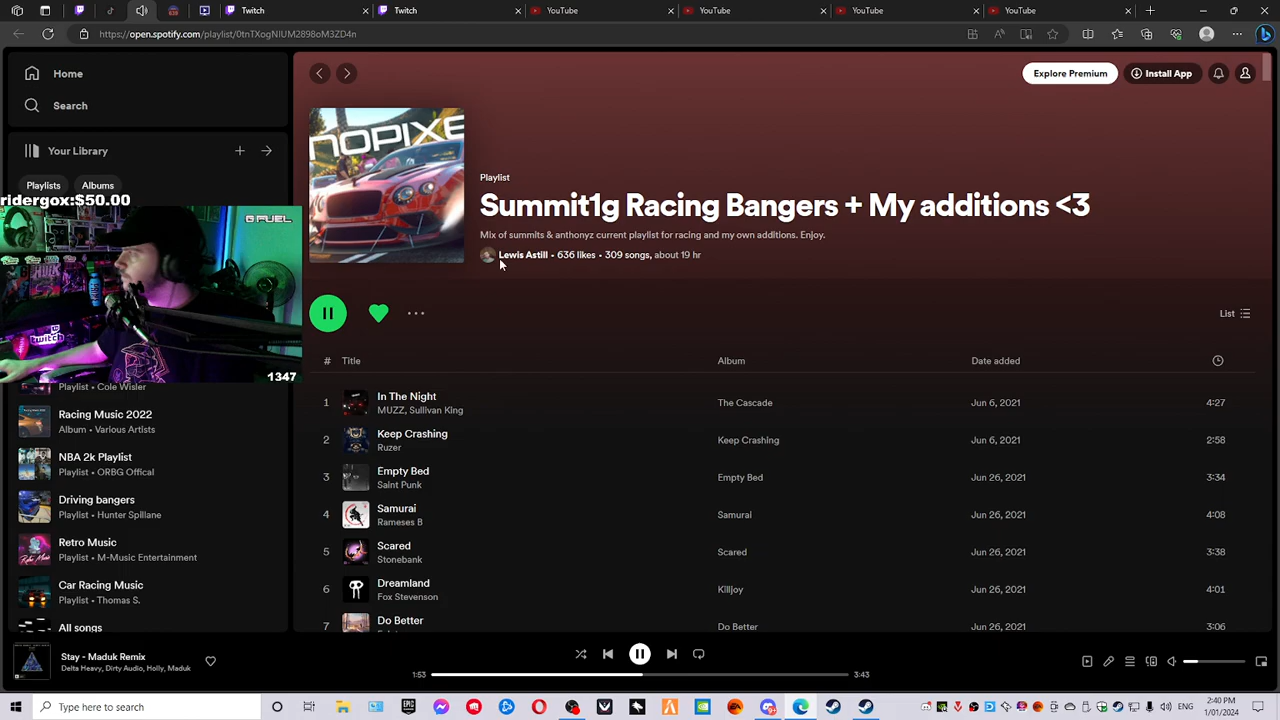 Twitch
Twitch
YouTube
YouTube
YouTube
YouTube
https://open.spotify.com/playlist/0tnTXogNIUM2898oM3ZD4n
Home
Search
Your Library
Playlists
Albums
ridergox:$50.00
G FUEL
twitch
1347
Playlist • Cole Wisler
Racing Music 2022
Album • Various Artists
NBA 2k Playlist
Playlist • ORBG Offical
Driving bangers
Playlist • Hunter Spillane
Retro Music
Playlist • M-Music Entertainment
Car Racing Music
Playlist • Thomas S.
All songs
Explore Premium
Install App
NOPIXE
Playlist
Summit1g Racing Bangers + My additions <3
Mix of summits & anthonyz current playlist for racing and my own additions. Enjoy.
Lewis Astill • 636 likes • 309 songs, about 19 hr
List
# Title Album Date added
1 In The Night The Cascade Jun 6, 2021 4:27
MUZZ, Sullivan King
2 Keep Crashing Keep Crashing Jun 6, 2021 2:58
Ruzer
3 Empty Bed Empty Bed Jun 26, 2021 3:34
Saint Punk
4 Samurai Samurai Jun 26, 2021 4:08
Rameses B
5 Scared Scared Jun 26, 2021 3:38
Stonebank
6 Dreamland Killjoy Jun 26, 2021 4:01
Fox Stevenson
7 Do Better Do Better Jun 26, 2021 3:06
Stay - Maduk Remix
Delta Heavy, Dirty Audio, Holly, Maduk
1:53
3:43
Type here to search
EPIC
EA
ENG
2:40 PM
1/01/2024